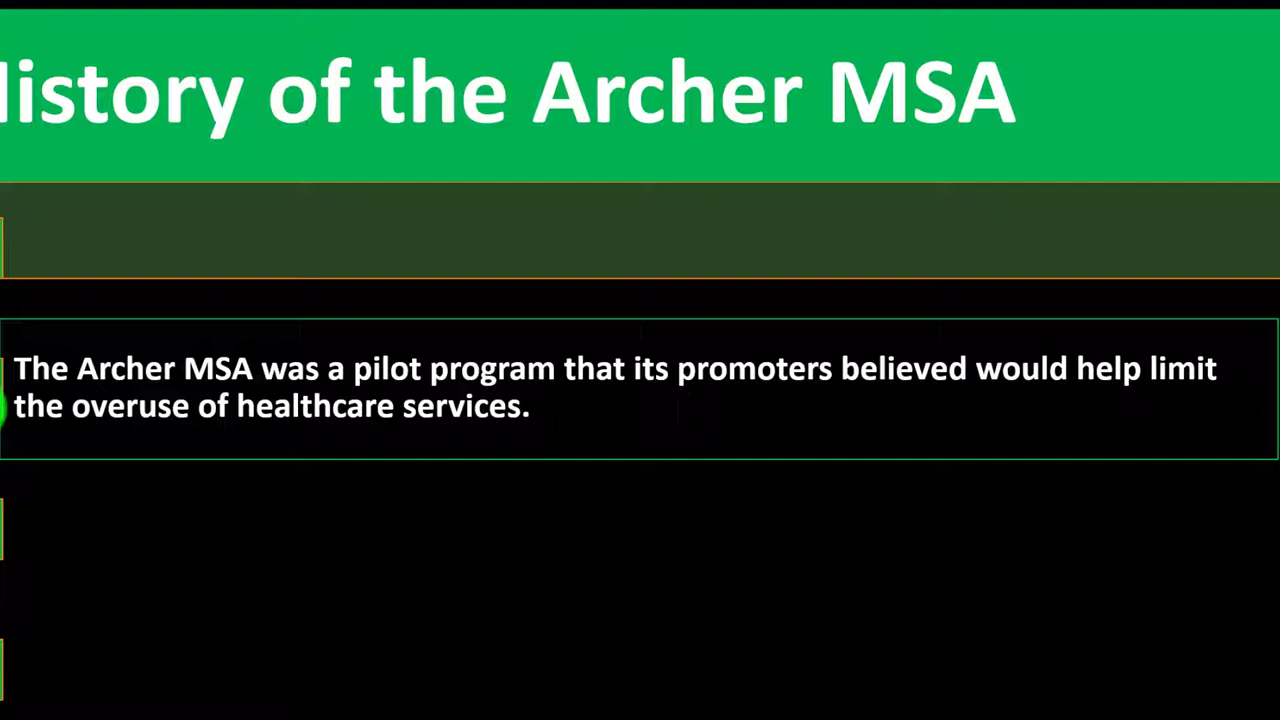 History of the Archer MSA
The Archer MSA was a pilot program that its promoters believed would help limit
the overuse of healthcare services.